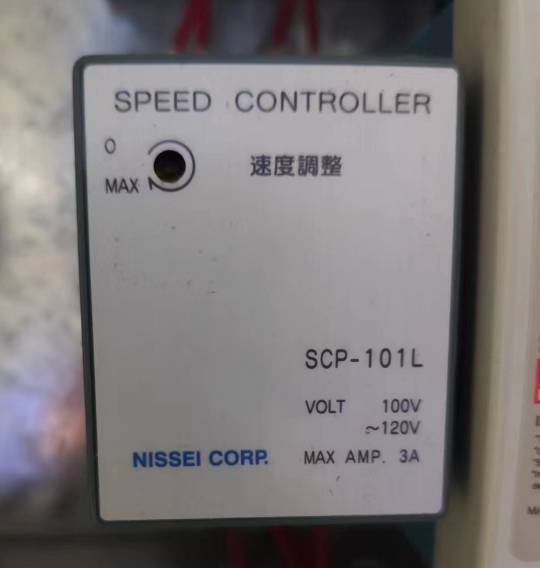 SPEED CONTROLLER
O
MAX
速度調整
SCP-101L
VOLT 100V
~120V
NISSEI CORP. MAX AMP. 3A